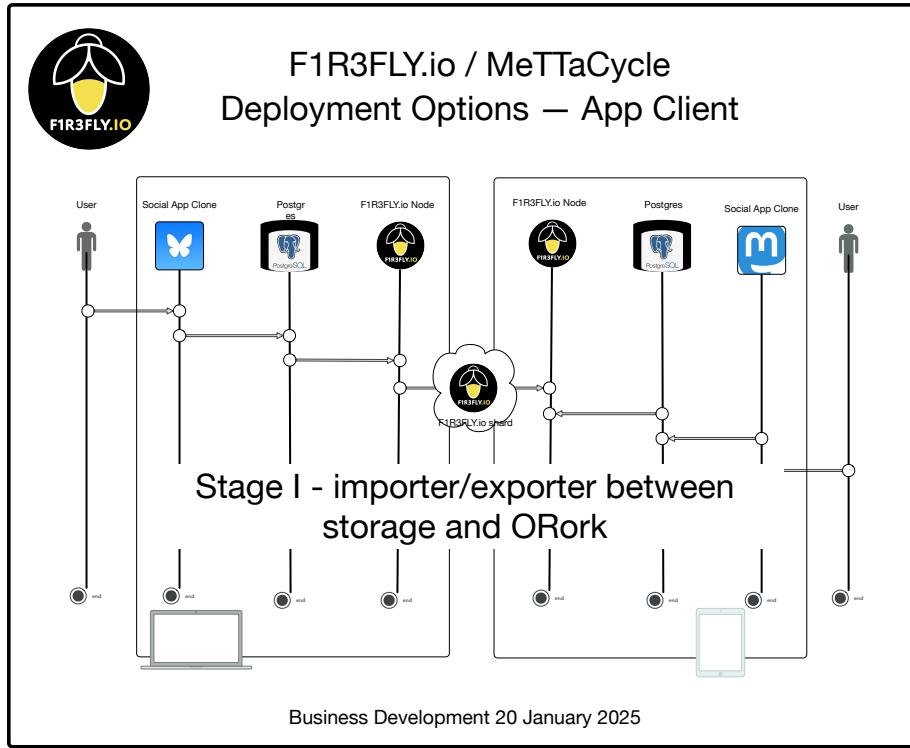 F1R3FLY.IO
F1R3FLY.io / MeTTaCycle
Deployment Options — App Client
User
Social App Clone
Postgr
es
F1R3FLY.io Node
F1R3FLY.io Node
Postgres
Social App Clone
User
PostgreSQL
F1R3FLY.IO
F1R3FLY.IO
PostgreSQL
m
F1R3FLY.IO
F1R3FLY.io shard
Stage I - importer/exporter between
storage and ORork
end
end
end
end
end
end
end
end
Business Development 20 January 2025